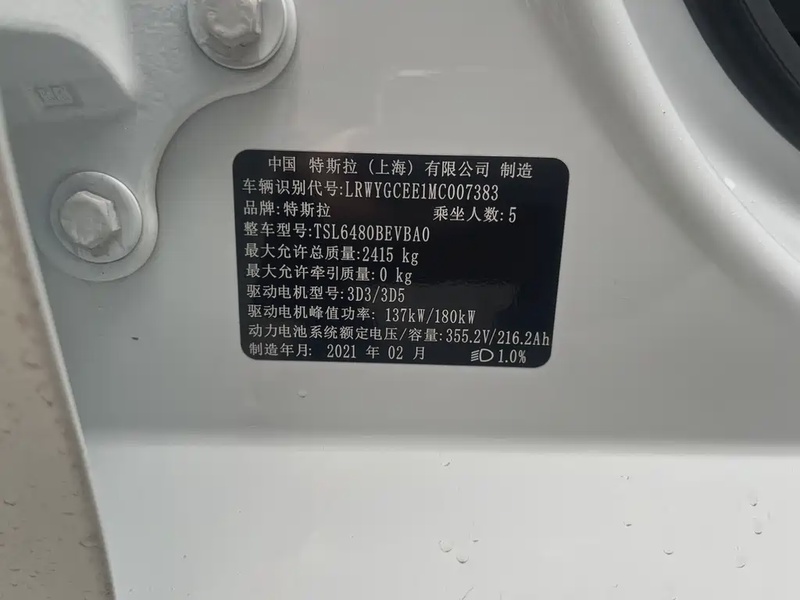 中国 特斯拉（上海）有限公司 制造
车辆识别代号:LRWYGCEE1MC007383
品牌:特斯拉 乘坐人数:5
整车型号:TSL6480BEVBA0
最大允许总质量:2415 kg
最大允许牵引质量:0 kg
驱动电机型号:3D3/3D5
驱动电机峰值功率: 137kW/180kW
动力电池系统额定电压/容量:355.2V/216.2Ah
制造年月: 2021 年 02 月 1.0%